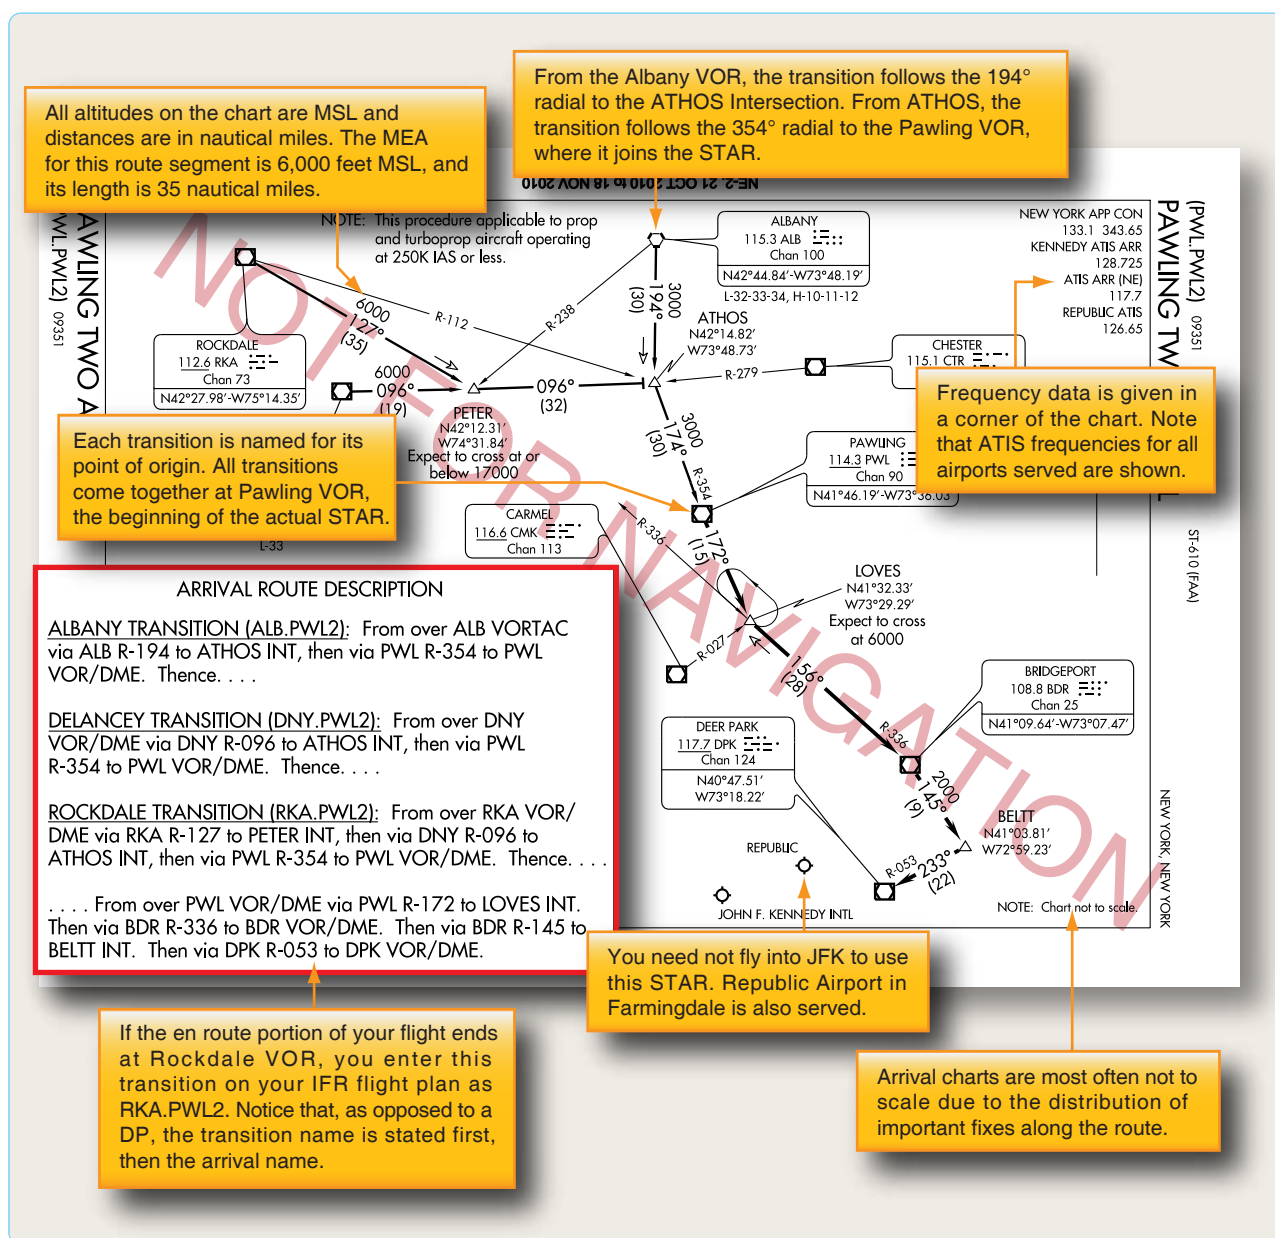 All altitudes on the chart are MSL and
distances are in nautical miles. The MEA
for this route segment is 6,000 feet MSL, and
its length is 35 nautical miles.
From the Albany VOR, the transition follows the 194°
radial to the ATHOS Intersection. From ATHOS, the
transition follows the 354° radial to the Pawling VOR,
where it joins the STAR.
NE-2, 21 OCT 2010 to 18 NOV 2010
(PWL.PWL2) 09351
AWLING TWO A
NOTE: This procedure applicable to prop
and turboprop aircraft operating
at 250K IAS or less.
ALBANY
115.3 ALB
Chan 100
N42°44.84'-W73°48.19'
L-32-33-34, H-10-11-12
NEW YORK APP CON
133.1 343.65
KENNEDY ATIS ARR
128.725
ATIS ARR (NE)
117.7
REPUBLIC ATIS
126.65
(PWL.PWL2) 09351
PAWLING TW
L
ST-610 (FAA)
NEW YORK, NEW YORK
NOT FOR NAVIGATION
6000
127°
(35)
R-112
R-238
3000
194°
(30)
ATHOS
N42°14.82'
W73°48.73'
ROCKDALE
112.6 RKA
Chan 73
N42°27.98'-W75°14.35'
6000
096°
(19)
096°
(32)
R-279
CHESTER
115.1 CTR
PETER
N42°12.31'
W74°31.84'
Expect to cross at or
below 17000
3000
174°
(30)
R-354
PAWLING
114.3 PWL
Chan 90
N41°46.19'-W73°36.03'
Frequency data is given in
a corner of the chart. Note
that ATIS frequencies for all
airports served are shown.
Each transition is named for its
point of origin. All transitions
come together at Pawling VOR,
the beginning of the actual STAR.
L-33
CARMEL
116.6 CMK
Chan 113
R-336
172°
(15)
LOVES
N41°32.33'
W73°29.29'
Expect to cross
at 6000
R-027
156°
(28)
R-336
BRIDGEPORT
108.8 BDR
Chan 25
N41°09.64'-W73°07.47'
DEER PARK
117.7 DPK
Chan 124
N40°47.51'
W73°18.22'
2000
145°
(9)
BELTT
N41°03.81'
W72°59.23'
R-053
233°
(22)
REPUBLIC
JOHN F. KENNEDY INTL
NOTE: Chart not to scale.
ARRIVAL ROUTE DESCRIPTION
ALBANY TRANSITION (ALB.PWL2): From over ALB VORTAC
via ALB R-194 to ATHOS INT, then via PWL R-354 to PWL
VOR/DME. Thence. . . .
DELANCEY TRANSITION (DNY.PWL2): From over DNY
VOR/DME via DNY R-096 to ATHOS INT, then via PWL
R-354 to PWL VOR/DME. Thence. . . .
ROCKDALE TRANSITION (RKA.PWL2): From over RKA VOR/
DME via RKA R-127 to PETER INT, then via DNY R-096 to
ATHOS INT, then via PWL R-354 to PWL VOR/DME. Thence. . . .
. . . . From over PWL VOR/DME via PWL R-172 to LOVES INT.
Then via BDR R-336 to BDR VOR/DME. Then via BDR R-145 to
BELTT INT. Then via DPK R-053 to DPK VOR/DME.
You need not fly into JFK to use
this STAR. Republic Airport in
Farmingdale is also served.
If the en route portion of your flight ends
at Rockdale VOR, you enter this
transition on your IFR flight plan as
RKA.PWL2. Notice that, as opposed to a
DP, the transition name is stated first,
then the arrival name.
Arrival charts are most often not to
scale due to the distribution of
important fixes along the route.